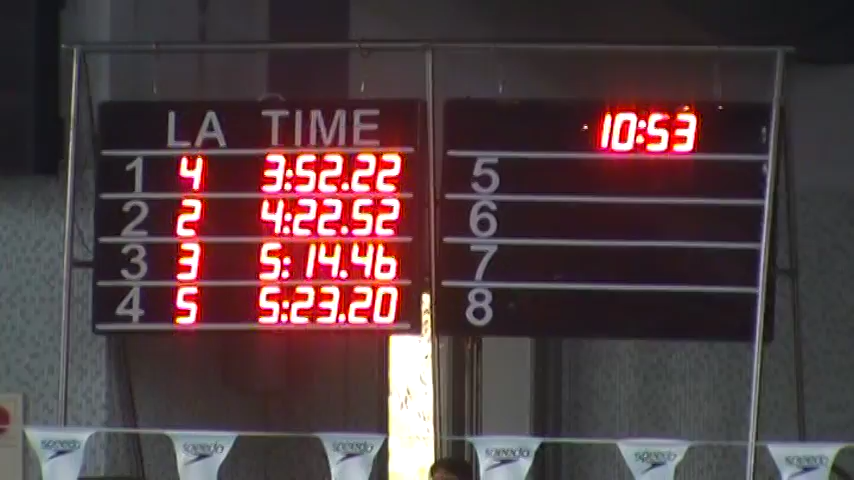 LA TIME
1 4 3:52.22
2 2 4:22.52
3 3 5:14.46
4 5 5:23.20
10:53
5
6
7
8
speedo speedo speedo speedo speedo speedo